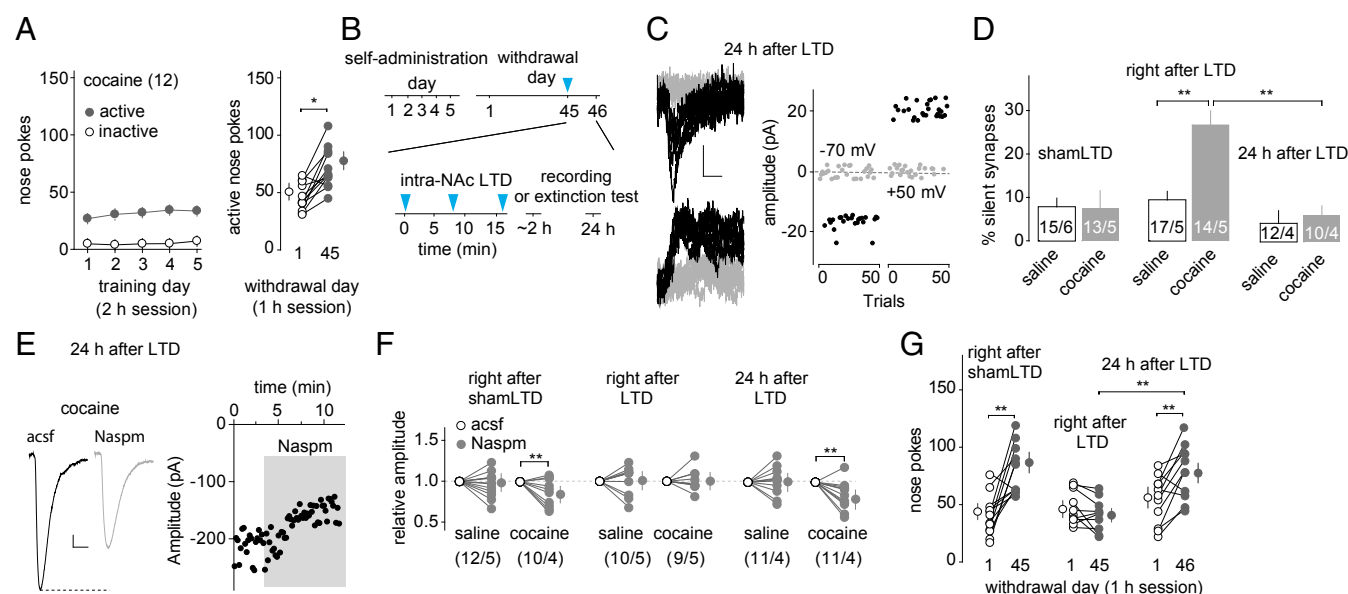 A
cocaine (12)
active
inactive
nose pokes
150
100
50
0
1 2 3 4 5
training day
(2 h session)
active nose pokes
150
100
50
0
*
1 45
withdrawal day
(1 h session)
B
self-administration
day
withdrawal
day
1 2 3 4 5
1 45 46
intra-NAc LTD
recording
or extinction test
0 5 10 15 ~2 h 24 h
time (min)
C
24 h after LTD
amplitude (pA)
20
0
-20
-70 mV
+50 mV
0 50 0 50
Trials
D
% silent synapses
30
20
10
0
right after LTD
** **
shamLTD
24 h after LTD
15/6 13/5 17/5 14/5 12/4 10/4
saline cocaine saline cocaine saline cocaine
E
24 h after LTD
cocaine
acsf Naspm
time (min)
0 5 10
Naspm
Amplitude (pA)
0
-100
-200
F
right after
shamLTD
right after
LTD
24 h after
LTD
acsf
Naspm
relative amplitude
1.5
1.0
0.5
** **
saline cocaine saline cocaine saline cocaine
(12/5) (10/4) (10/5) (9/5) (11/4) (11/4)
G
right after
shamLTD
24 h after LTD
right after
LTD
** ** **
nose pokes
150
100
50
0
1 45 1 45 1 46
withdrawal day (1 h session)